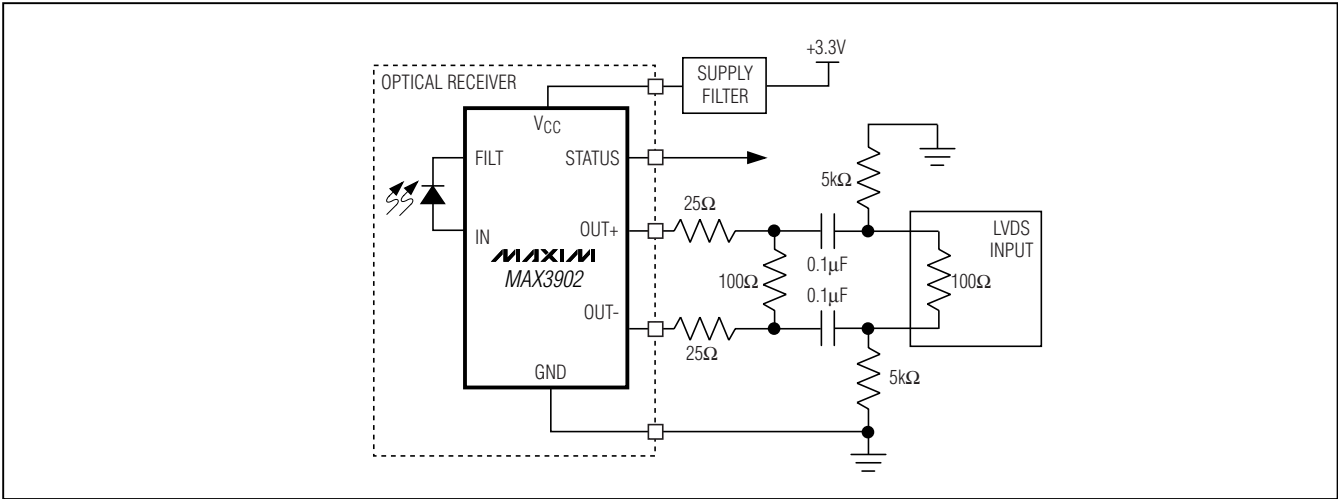 +3.3V
OPTICAL RECEIVER
SUPPLY
FILTER
VCC
FILT
STATUS
5kΩ
25Ω
IN
OUT+
LVDS
INPUT
MAXIM
MAX3902
0.1μF
100Ω
100Ω
0.1μF
OUT-
25Ω
GND
5kΩ